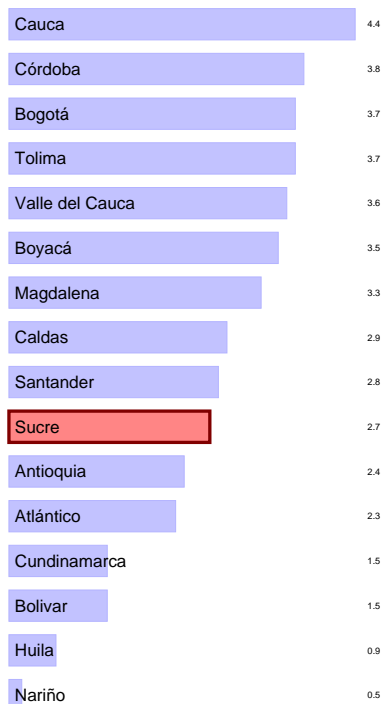 Cauca 4.4
Córdoba 3.8
Bogotá 3.7
Tolima 3.7
Valle del Cauca 3.6
Boyacá 3.5
Magdalena 3.3
Caldas 2.9
Santander 2.8
Sucre 2.7
Antioquia 2.4
Atlántico 2.3
Cundinamarca 1.5
Bolivar 1.5
Huila 0.9
Nariño 0.5